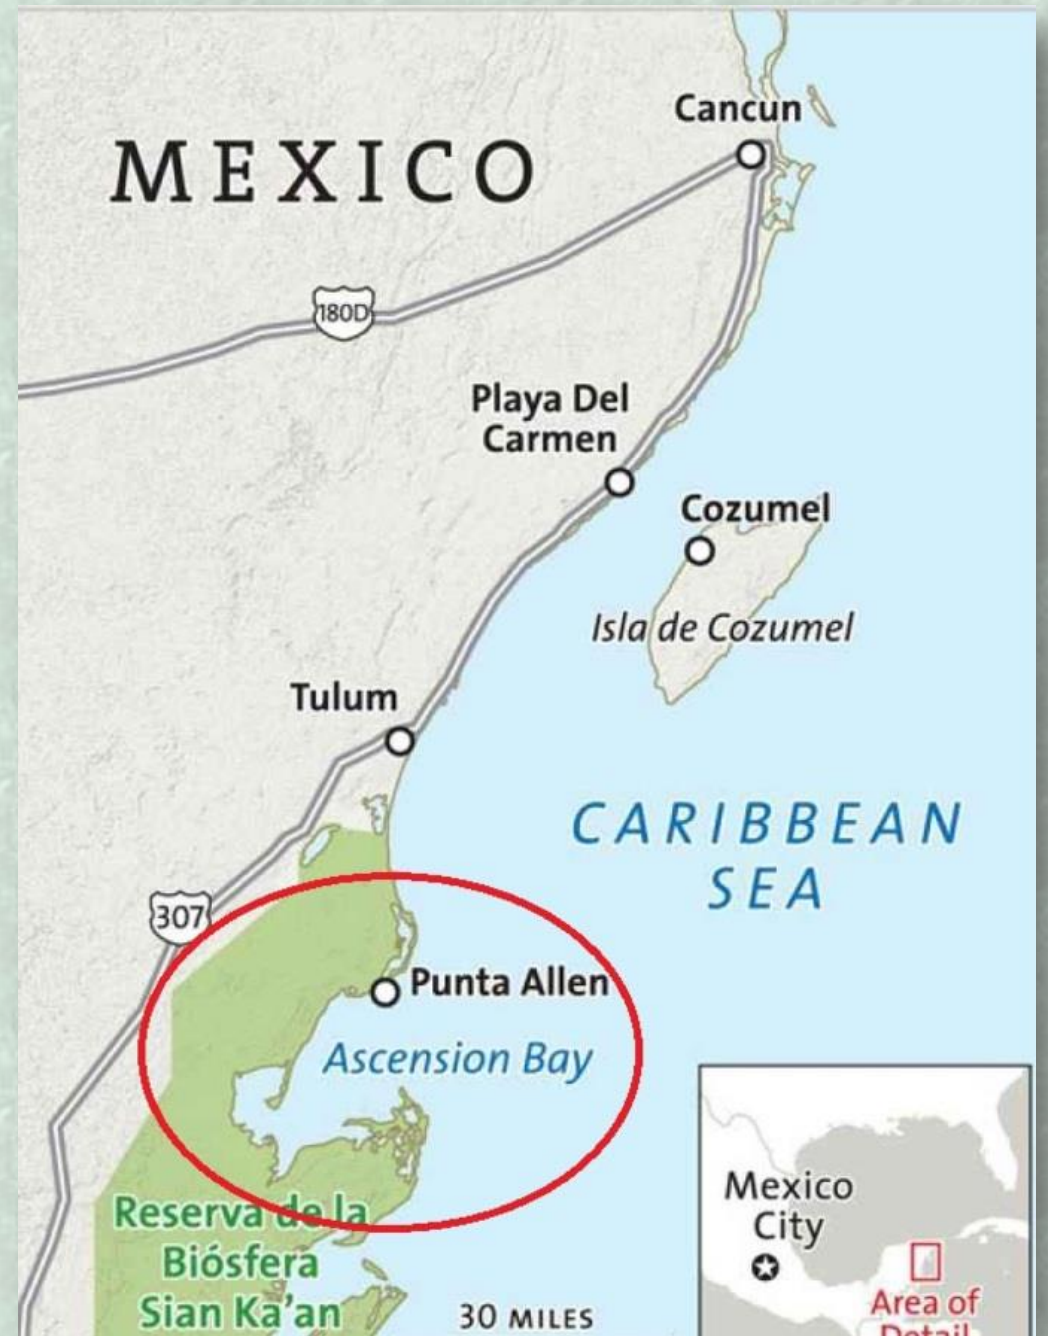 Cancun
MEXICO
180D
Playa Del
Carmen
Cozumel
Isla de Cozumel
Tulum
CARIBBEAN
SEA
307
Punta Allen
Ascension Bay
Reserva de la
Biósfera
Sian Ka'an
30 MILES
Mexico
City
Area of
Detail